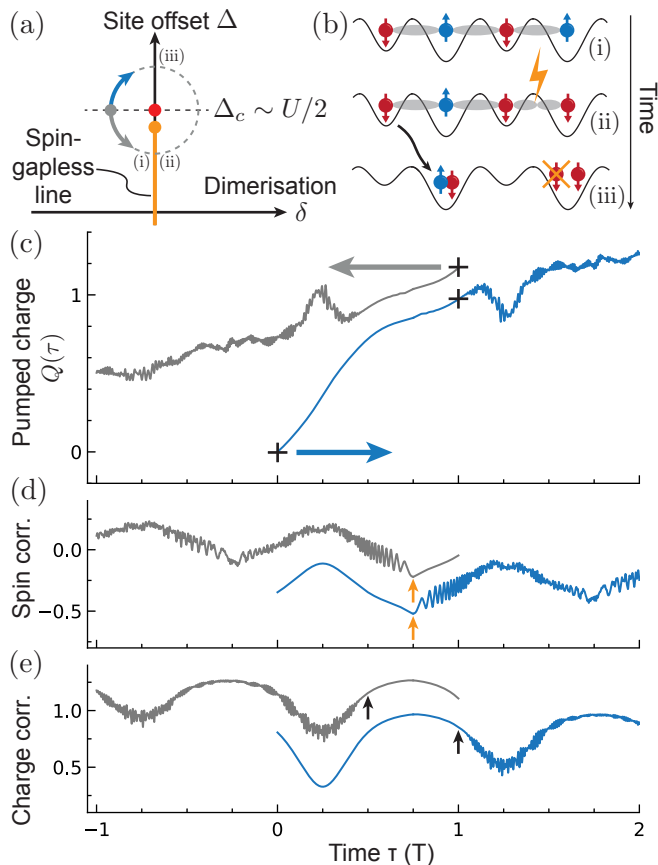 (a)
Site offset Δ
(iii)
Δc ∼ U/2
(i)
(ii)
Spin-
gapless
line
Dimerisation
δ
(b)
(i)
(ii)
(iii)
Time
(c)
Pumped charge
Q(τ)
1
0
(d)
Spin corr.
0.0
−0.5
(e)
Charge corr.
1.0
0.5
−1
0
1
2
Time τ (T)